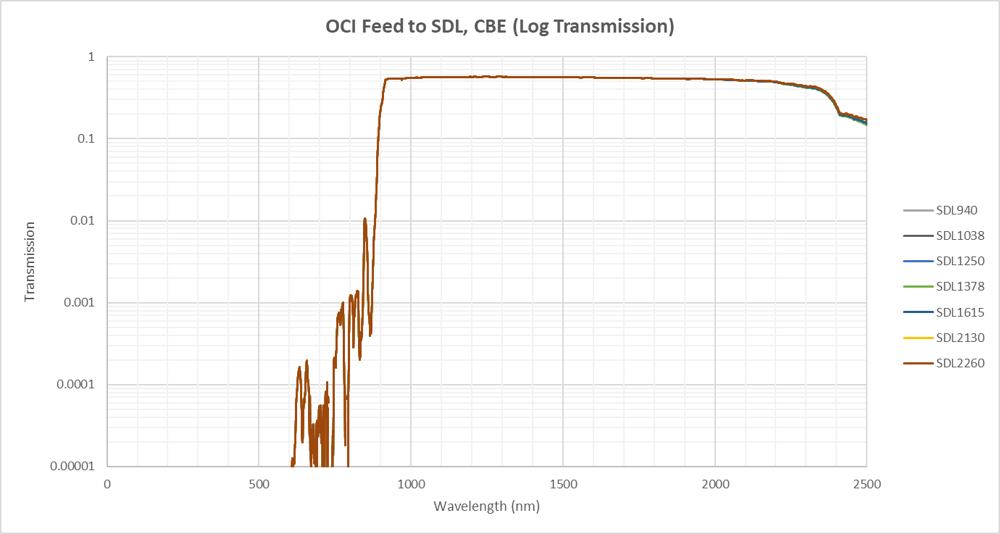 OCI Feed to SDL, CBE (Log Transmission)
1
0.1
0.01
0.001
0.0001
0.00001
Transmission
0 500 1000 1500 2000 2500
Wavelength (nm)
SDL940
SDL1038
SDL1250
SDL1378
SDL1615
SDL2130
SDL2260